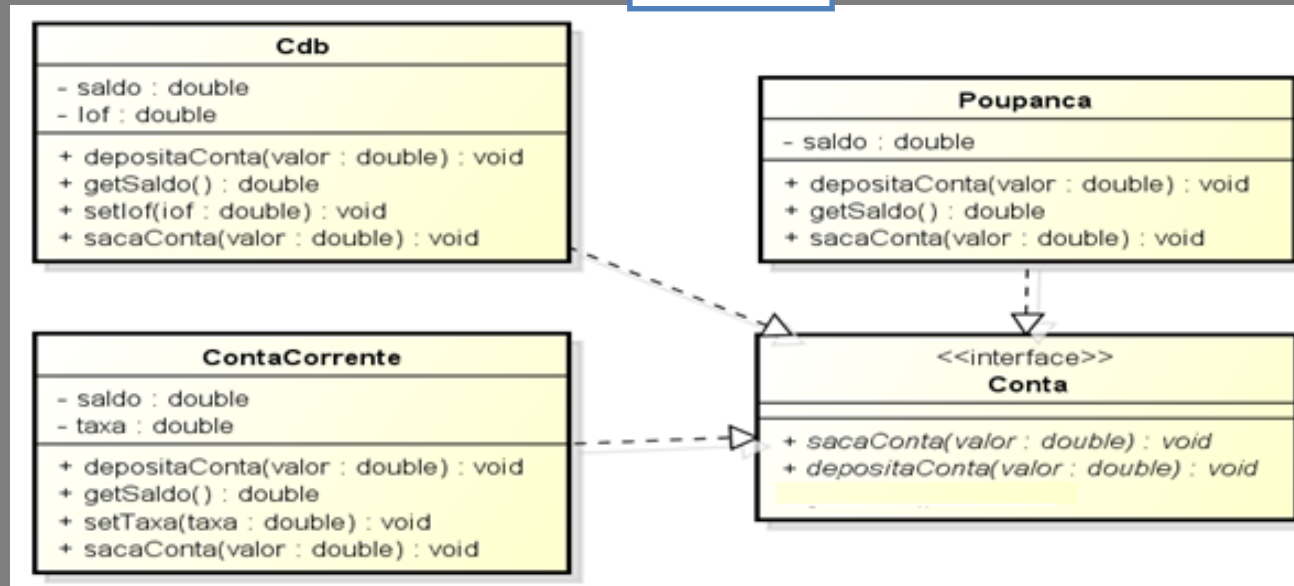 Cdb
- saldo : double
- Iof : double
+ depositaConta(valor : double) : void
+ getSaldo() : double
+ setIof(iof : double) : void
+ sacaConta(valor : double) : void
Poupanca
- saldo : double
+ depositaConta(valor : double) : void
+ getSaldo() : double
+ sacaConta(valor : double) : void
ContaCorrente
- saldo : double
- taxa : double
+ depositaConta(valor : double) : void
+ getSaldo() : double
+ setTaxa(taxa : double) : void
+ sacaConta(valor : double) : void
<<interface>>
Conta
+ sacaConta(valor : double) : void
+ depositaConta(valor : double) : void